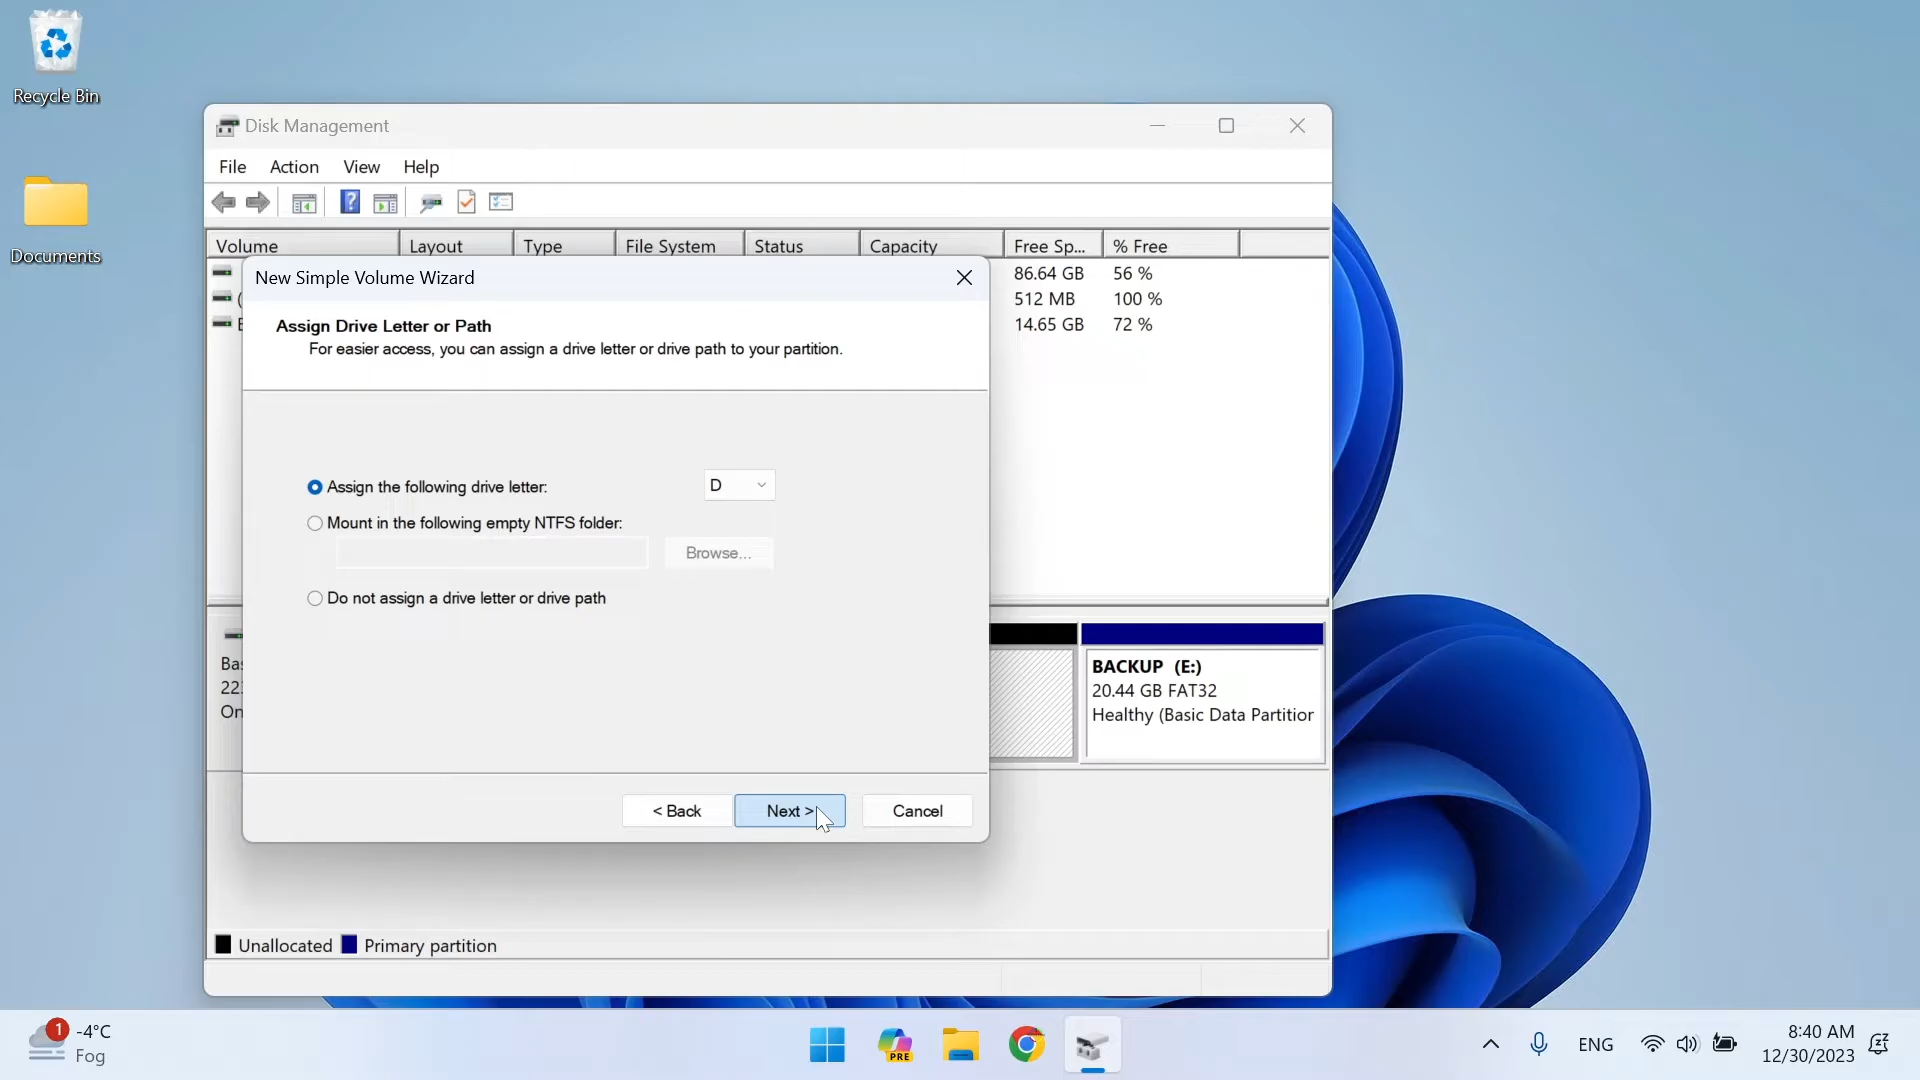 Recycle Bin
Documents
Disk Management
File Action View Help
Volume Layout Type File System Status Capacity Free Sp... % Free
86.64 GB 56 %
( 512 MB 100 %
14.65 GB 72 %
New Simple Volume Wizard
Assign Drive Letter or Path
For easier access, you can assign a drive letter or drive path to your partition.
Assign the following drive letter: D
Mount in the following empty NTFS folder:
Browse...
Do not assign a drive letter or drive path
< Back Next > Cancel
Bas
22
On
BACKUP (E:)
20.44 GB FAT32
Healthy (Basic Data Partitior
Unallocated Primary partition
1
-4°C
Fog
PRE
ENG
8:40 AM
12/30/2023